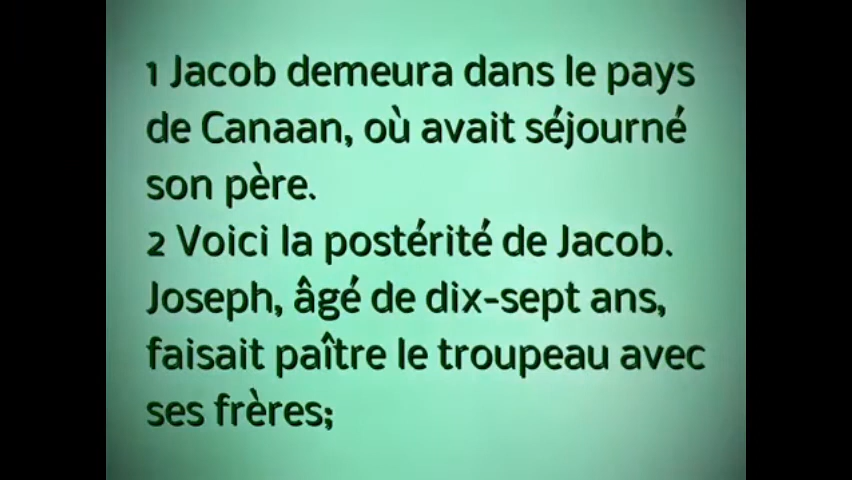 1 Jacob demeura dans le pays
de Canaan, où avait séjourné
son père.
2 Voici la postérité de Jacob.
Joseph, âgé de dix-sept ans,
faisait paître le troupeau avec
ses frères;